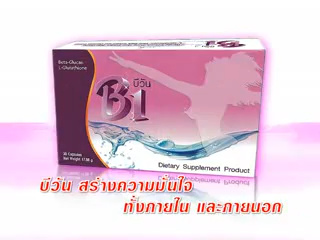 Beta-Glucan
L-Glutathione
บีวัน
B1
30 Capsules
Dietary Supplement Product
บีวัน สร้างความมั่นใจ
ทั้งภายใน และภายนอก